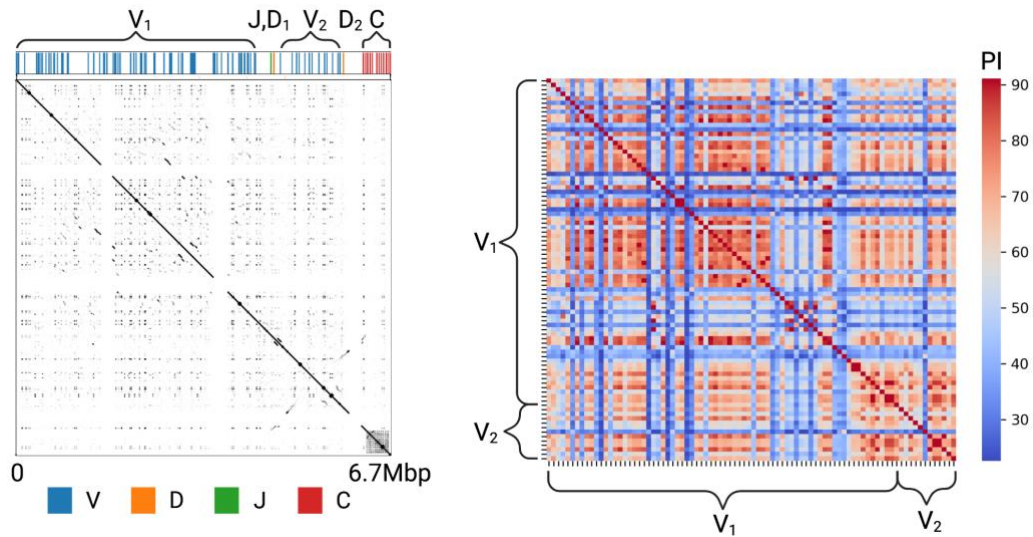 V₁ J,D₁ V₂ D₂ C
0 6.7Mbp
V D J C
PI
90
80
70
60
50
40
30
V₁
V₂
V₁ V₂